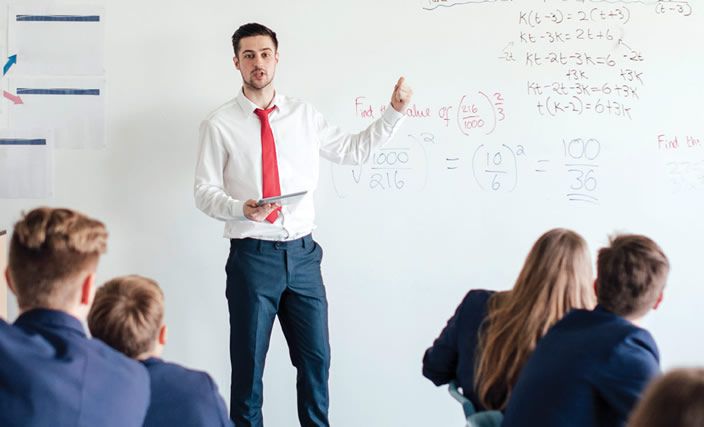 K(t-3) = 2(t+3)
Kt-3K = 2t+6
-2t -2t
Kt-2t-3K=6
+3K +3K
Kt-2t=6+3K
t(K-2) = 6+3K
Find the value of (216/1000)^2/3
(1000/216)^2 = (10/6)^2 = 100/36
Find the